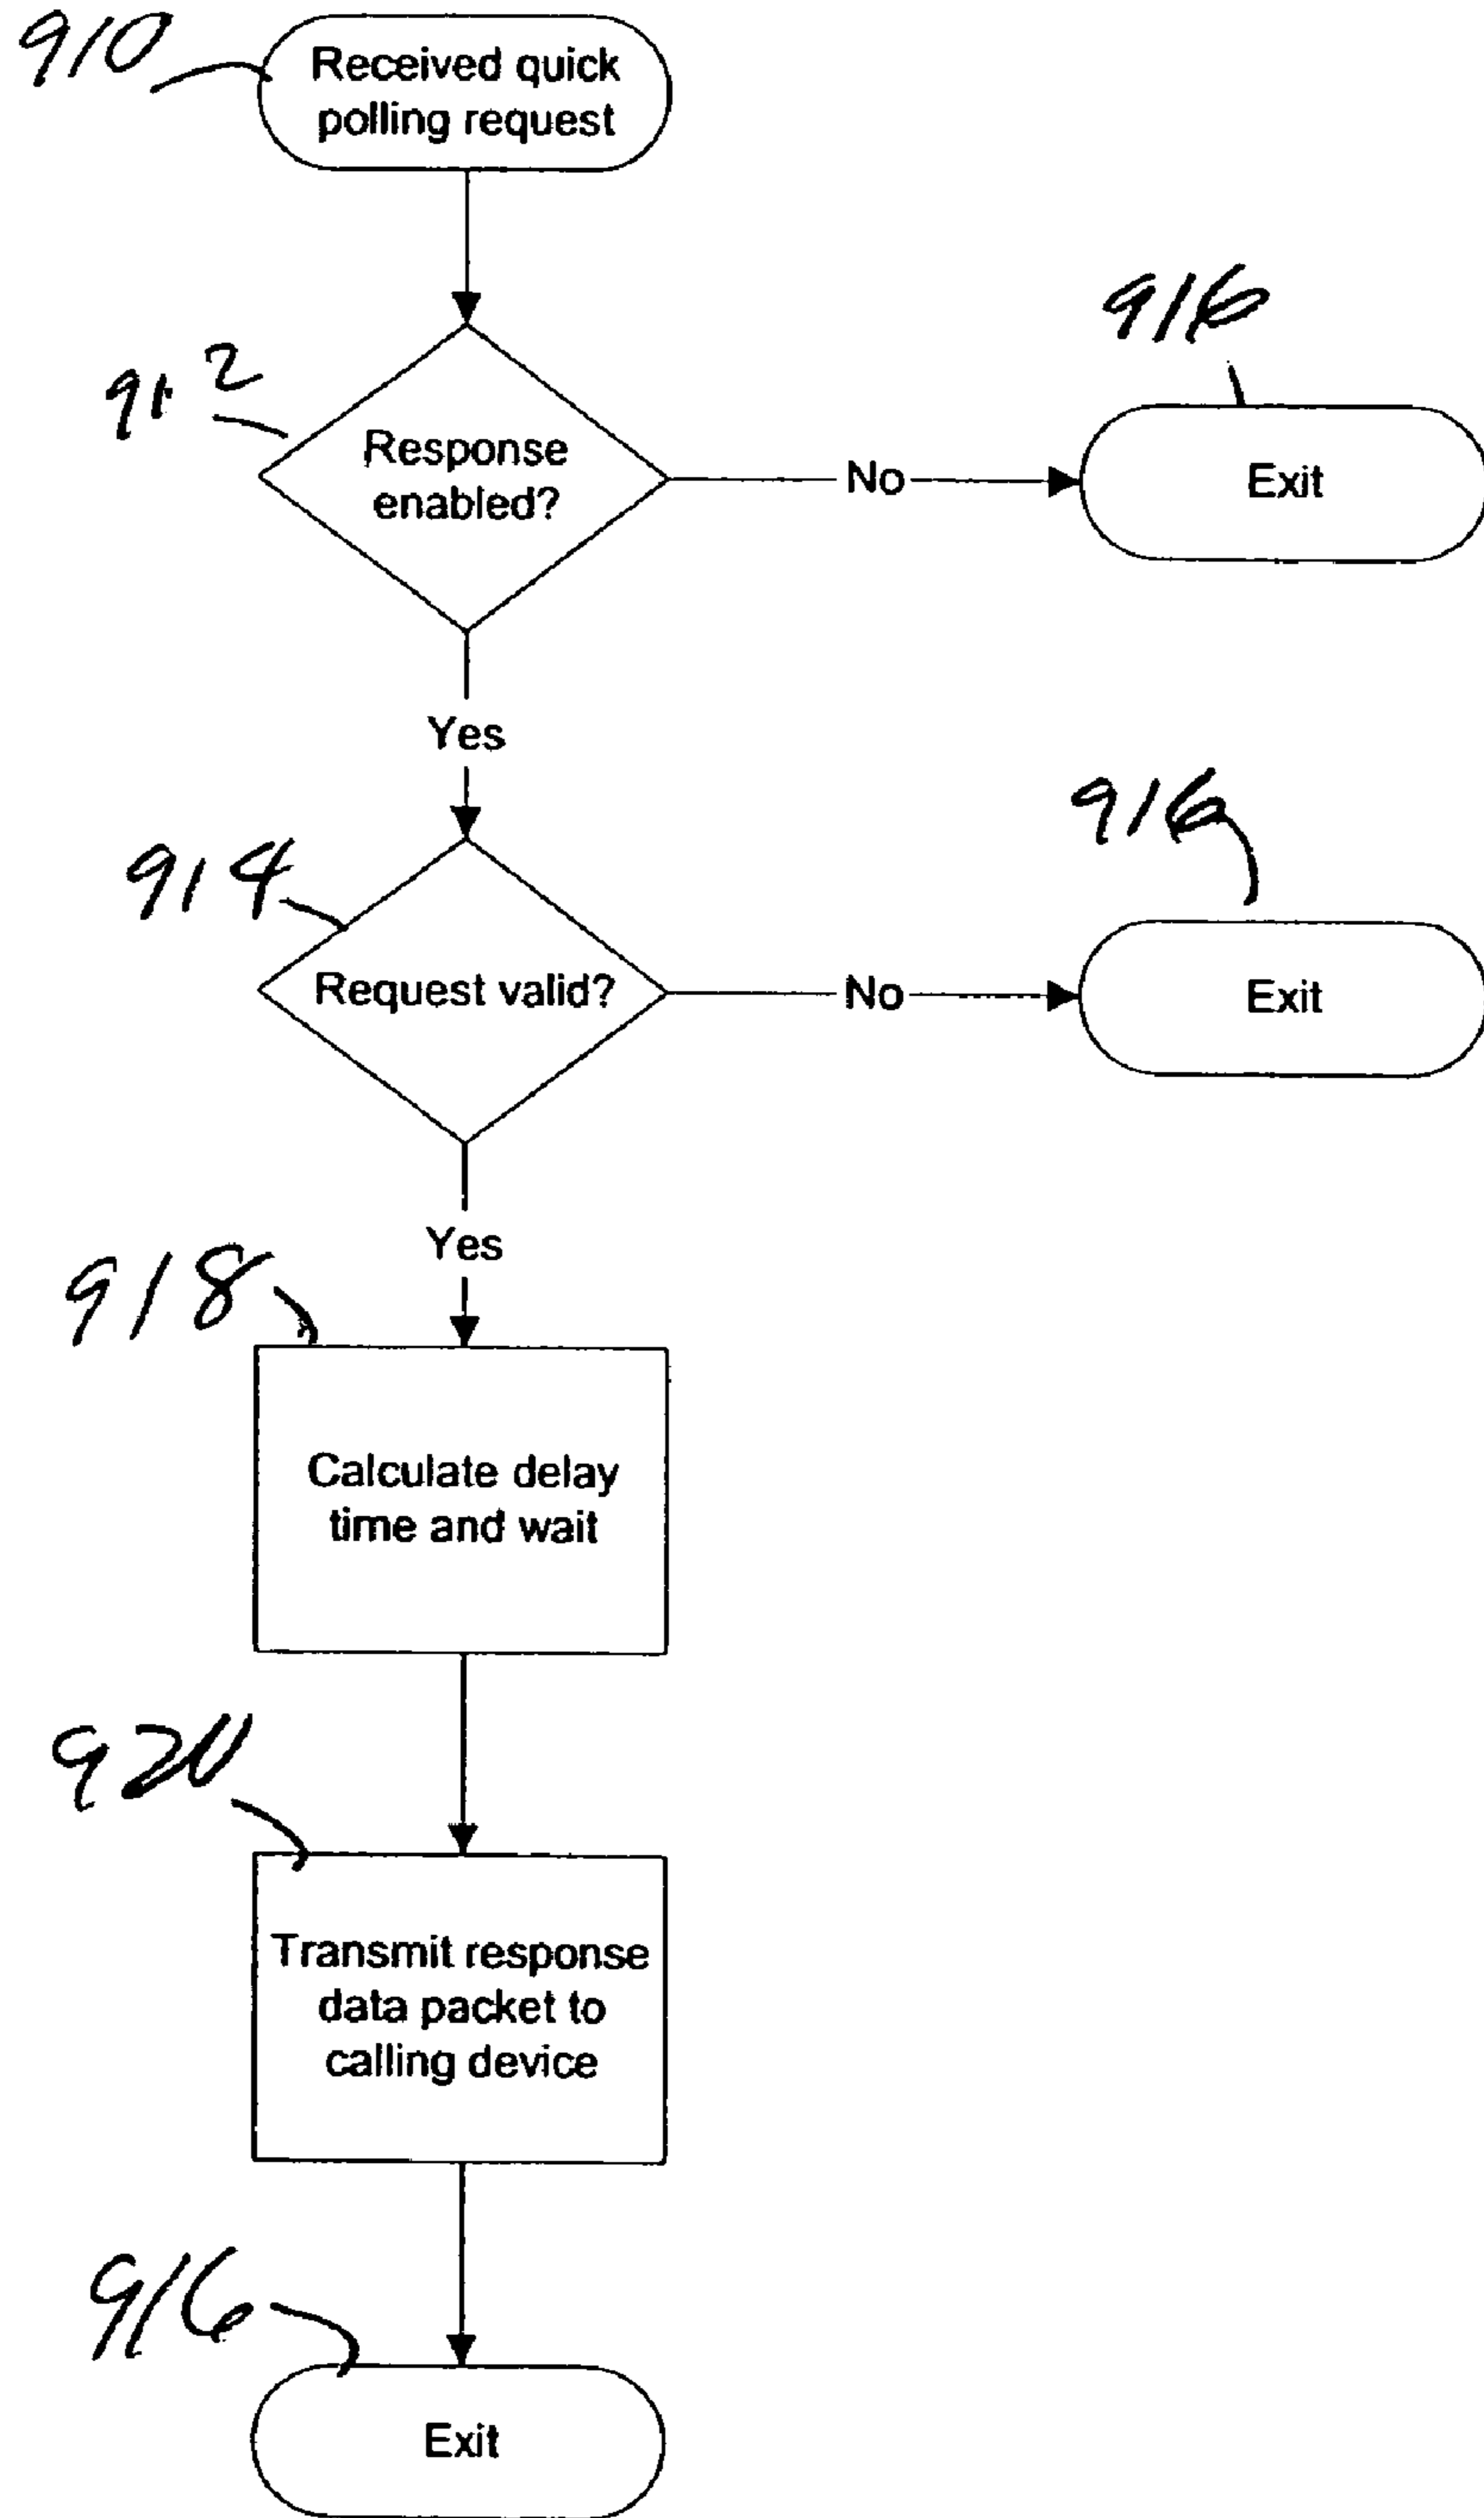 910
Received quick
polling request
916
912
Response
enabled?
No
Exit
Yes
916
914
Request valid?
No
Exit
Yes
918
Calculate delay
time and wait
920
Transmit response
data packet to
calling device
916
Exit